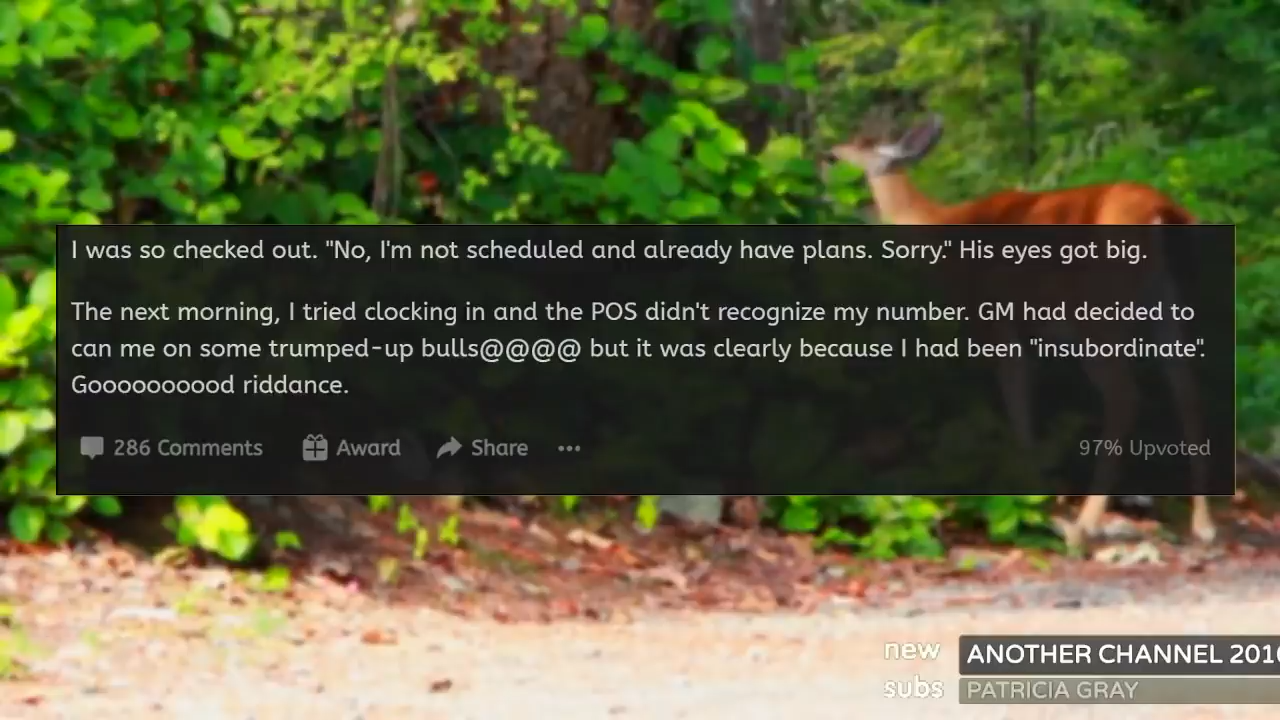 I was so checked out. "No, I'm not scheduled and already have plans. Sorry." His eyes got big.
The next morning, I tried clocking in and the POS didn't recognize my number. GM had decided to
can me on some trumped-up bulls@@@@ but it was clearly because I had been "insubordinate".
Goooooooood riddance.
286 Comments Award Share ••• 97% Upvoted
new ANOTHER CHANNEL 2016
subs PATRICIA GRAY